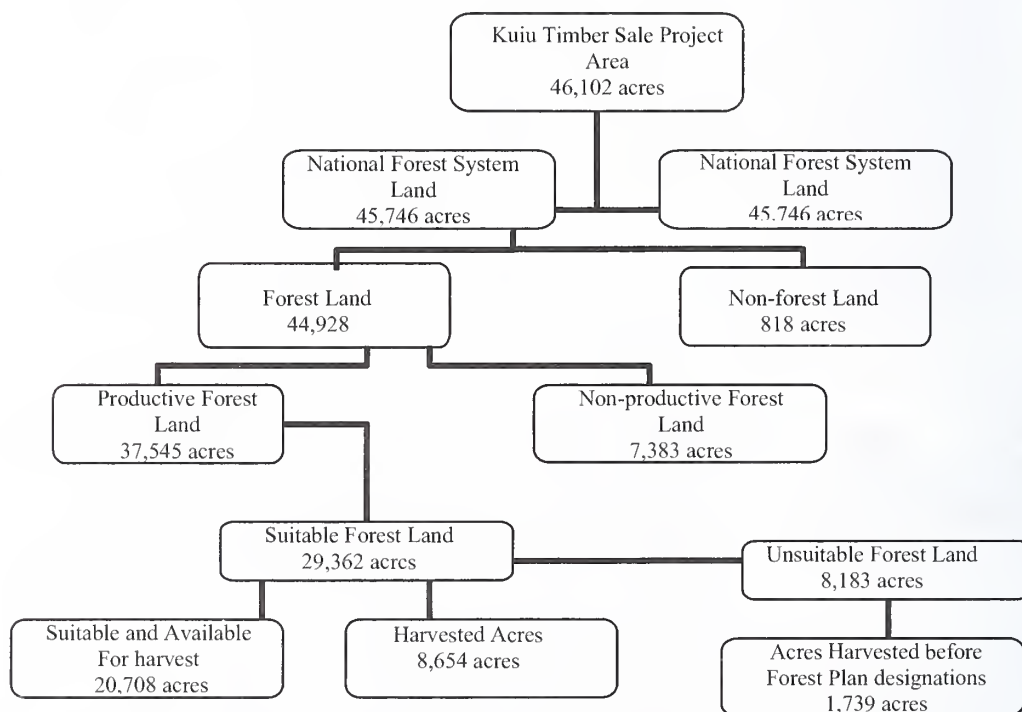 Kuiu Timber Sale Project
Area
46,102 acres
National Forest System
Land
45,746 acres
National Forest System
Land
45,746 acres
Forest Land
44,928
Non-forest Land
818 acres
Productive Forest
Land
37,545 acres
Non-productive Forest
Land
7,383 acres
Suitable Forest Land
29,362 acres
Unsuitable Forest Land
8,183 acres
Suitable and Available
For harvest
20,708 acres
Harvested Acres
8,654 acres
Acres Harvested before
Forest Plan designations
1,739 acres